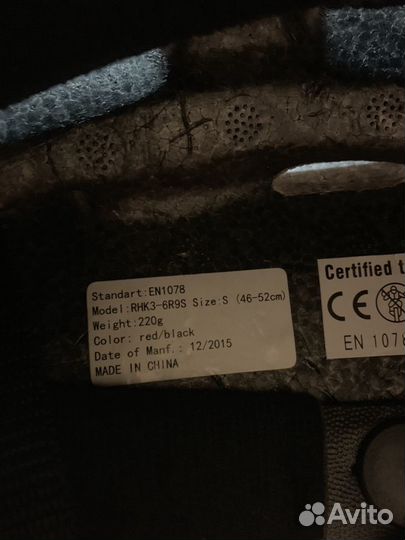 Standart:EN1078
Model:RHK3-6R9S Size:S (46-52cm)
Weight:220g
Color: red/black
Date of Manf.: 12/2015
MADE IN CHINA
Certified t
CE
EN 1078
Avito